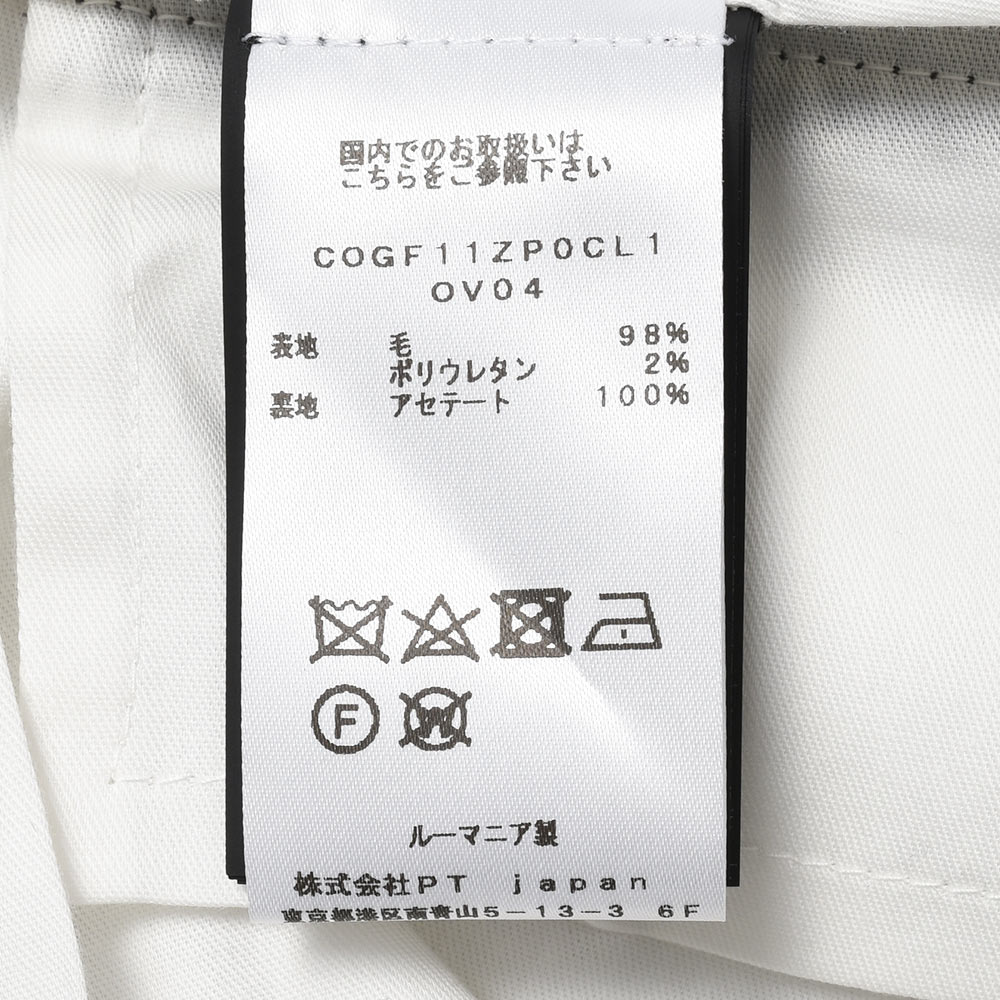 国内でのお取扱いは
こちらをご参照下さい
COGF11ZP0CL1
OV04
表地 毛 98%
ポリウレタン 2%
裏地 アセテート 100%
F W
ルーマニア製
株式会社PT japan
東京都港区南青山5-13-3 6F